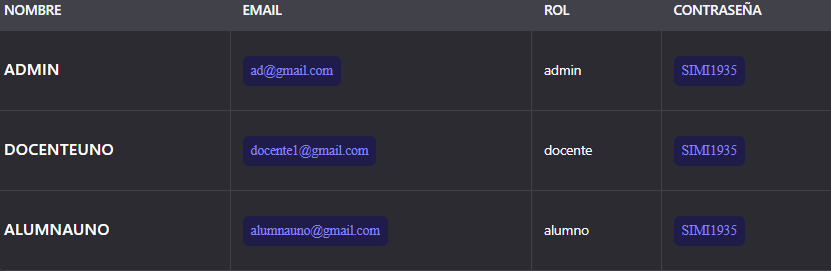 NOMBRE EMAIL ROL CONTRASEÑA
ADMIN ad@gmail.com admin SIMI1935
DOCENTEUNO docente1@gmail.com docente SIMI1935
ALUMNAUNO alumnauno@gmail.com alumno SIMI1935